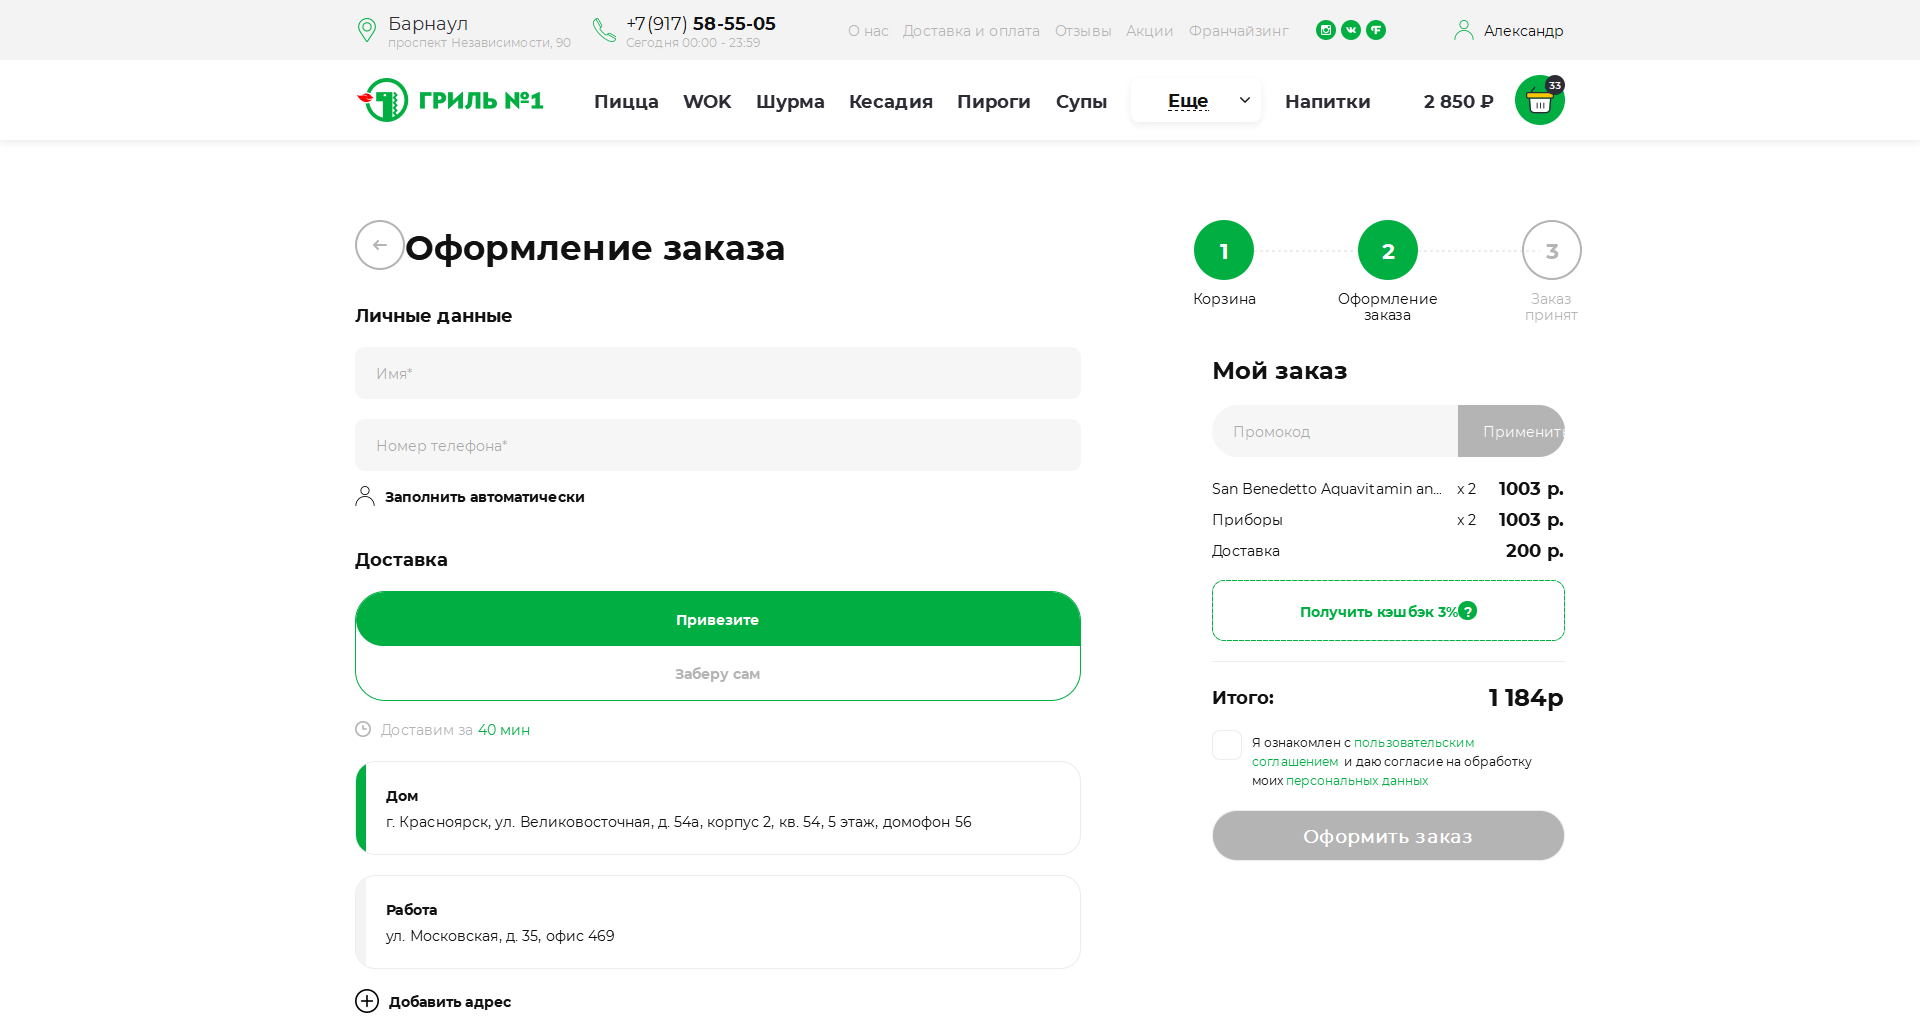 Барнаул
проспект Независимости, 90
+7(917) 58-55-05
Сегодня 00:00 - 23:59
О нас
Доставка и оплата
Отзывы
Акции
Франчайзинг
Александр
ГРИЛЬ №1
Пицца
WOK
Шурма
Кесадия
Пироги
Супы
Еще
Напитки
2 850 ₽
33
Оформление заказа
1
2
3
Корзина
Оформление
заказа
Заказ
принят
Личные данные
Имя*
Номер телефона*
Заполнить автоматически
Доставка
Привезите
Заберу сам
Доставим за 40 мин
Дом
г. Красноярск, ул. Великовосточная, д. 54а, корпус 2, кв. 54, 5 этаж, домофон 56
Работа
ул. Московская, д. 35, офис 469
Добавить адрес
Мой заказ
Промокод
Применить
San Benedetto Aquavitamin an... x 2 1003 р.
Приборы x 2 1003 р.
Доставка 200 р.
Получить кэшбэк 3% ?
Итого: 1 184р
Я ознакомлен с пользовательским
соглашением и даю согласие на обработку
моих персональных данных
Оформить заказ